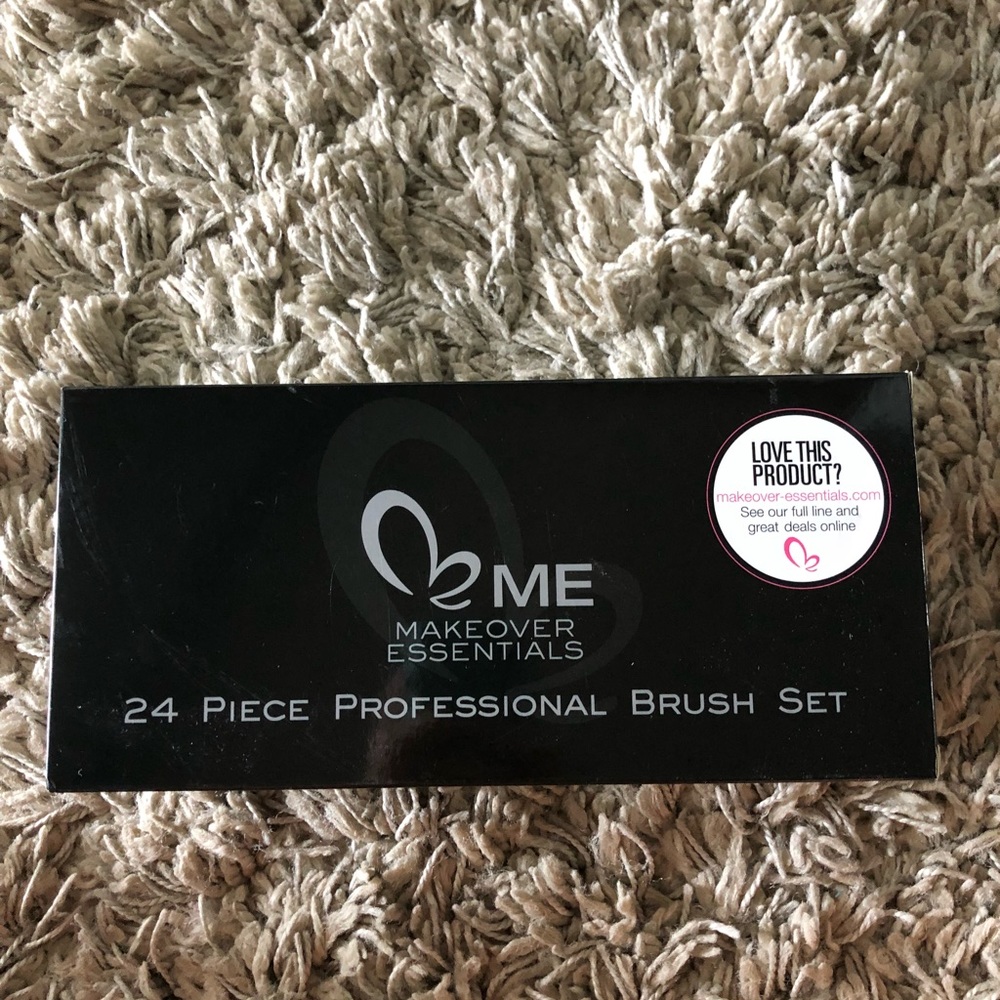 LOVE THIS
PRODUCT?
makeover-essentials.com
See our full line and
great deals online
ME
MAKEOVER
ESSENTIALS
24 PIECE PROFESSIONAL BRUSH SET